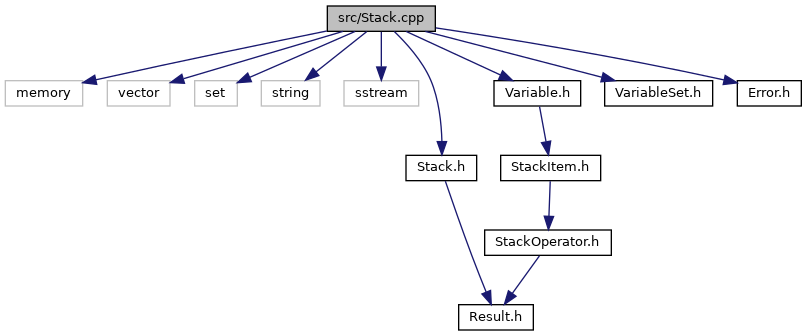 src/Stack.cpp
memory
vector
set
string
sstream
Variable.h
VariableSet.h
Error.h
Stack.h
StackItem.h
StackOperator.h
Result.h